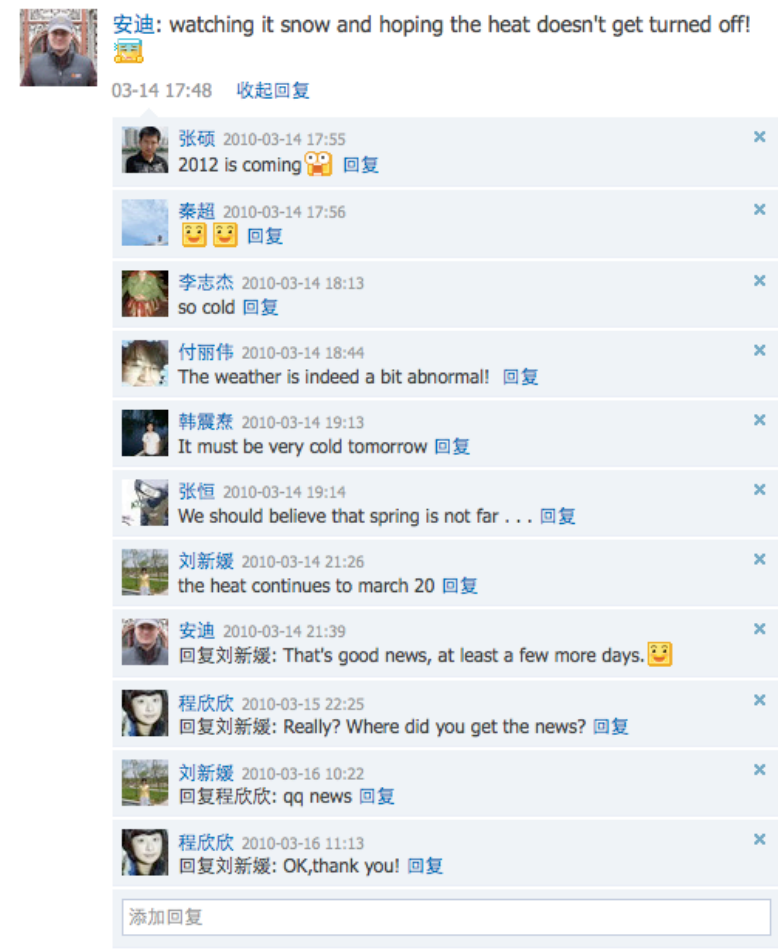 安迪: watching it snow and hoping the heat doesn't get turned off!
03-14 17:48 收起回复
张硕 2010-03-14 17:55
2012 is coming 回复
秦超 2010-03-14 17:56
回复
李志杰 2010-03-14 18:13
so cold 回复
付丽伟 2010-03-14 18:44
The weather is indeed a bit abnormal! 回复
韩震焘 2010-03-14 19:13
It must be very cold tomorrow 回复
张恒 2010-03-14 19:14
We should believe that spring is not far . . . 回复
刘新嫒 2010-03-14 21:26
the heat continues to march 20 回复
安迪 2010-03-14 21:39
回复刘新嫒: That's good news, at least a few more days.
程欣欣 2010-03-15 22:25
回复刘新嫒: Really? Where did you get the news? 回复
刘新嫒 2010-03-16 10:22
回复程欣欣: qq news 回复
程欣欣 2010-03-16 11:13
回复刘新嫒: OK,thank you! 回复
添加回复